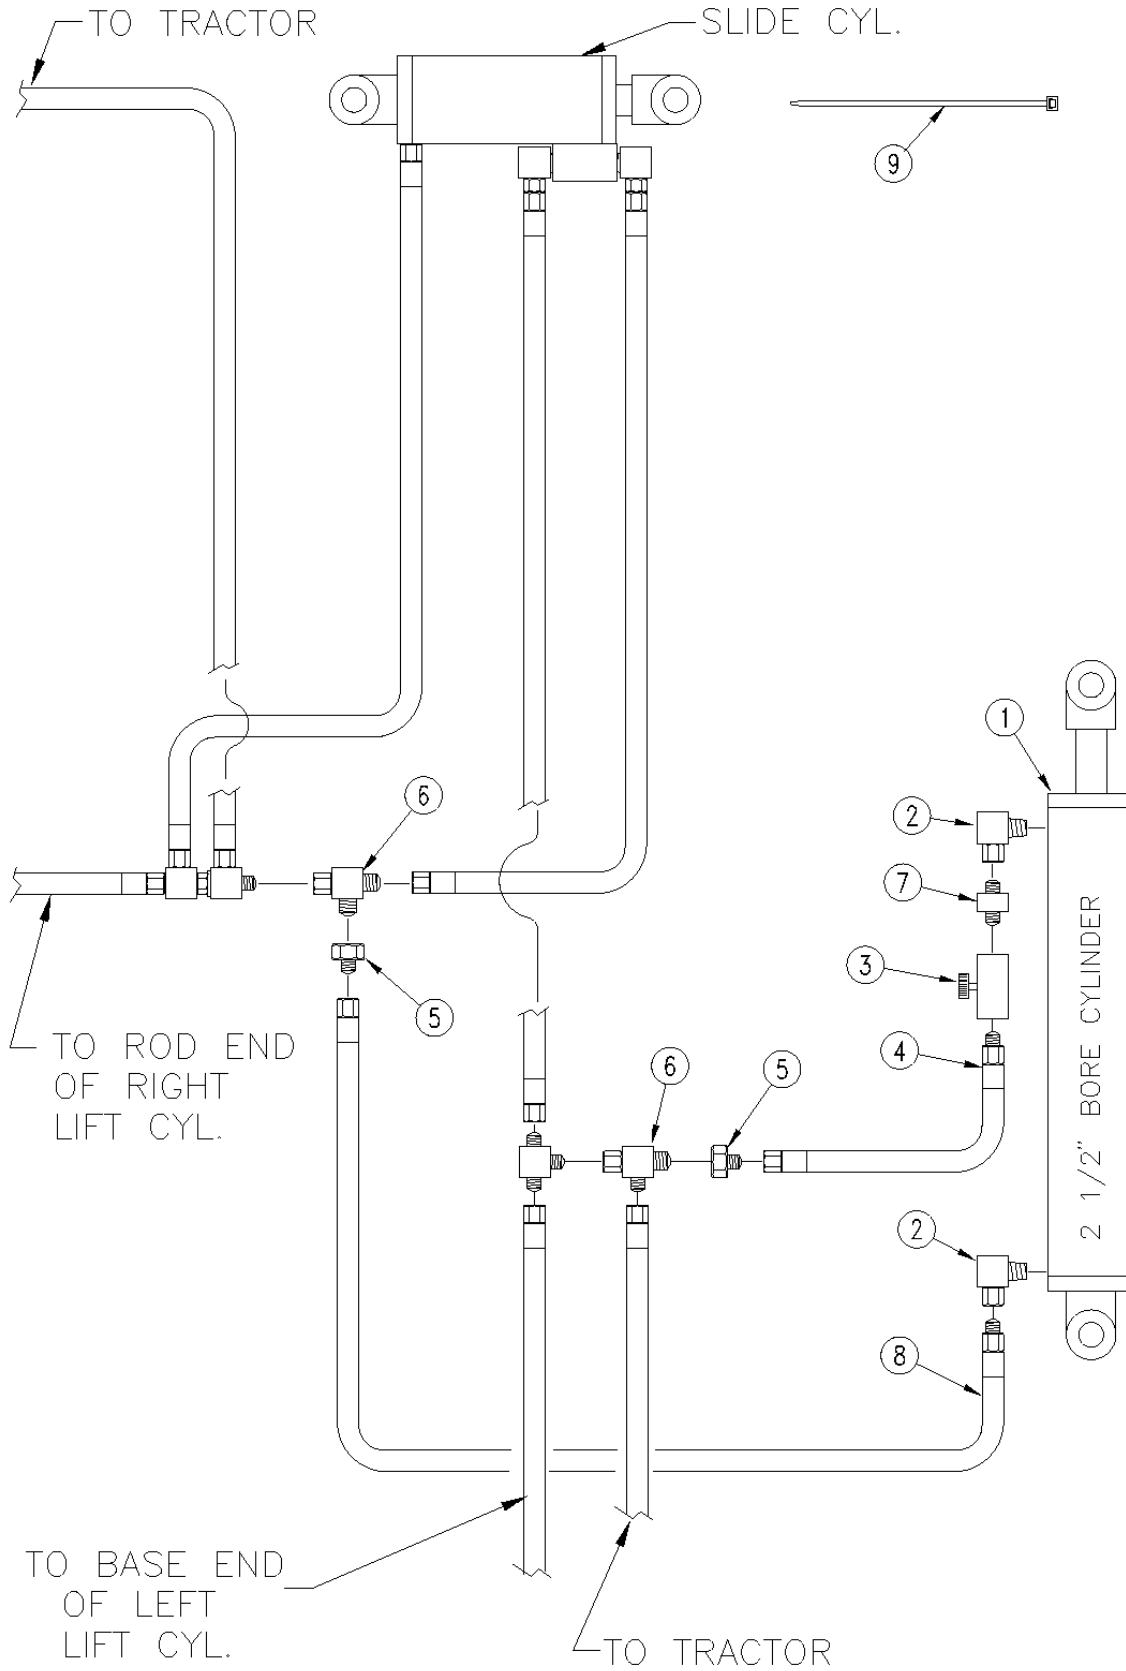 TO TRACTOR
SLIDE CYL.
9
1
6
2
7
2 1/2" BORE CYLINDER
3
5
TO ROD END
OF RIGHT
LIFT CYL.
4
6
5
2
8
TO BASE END
OF LEFT
LIFT CYL.
TO TRACTOR